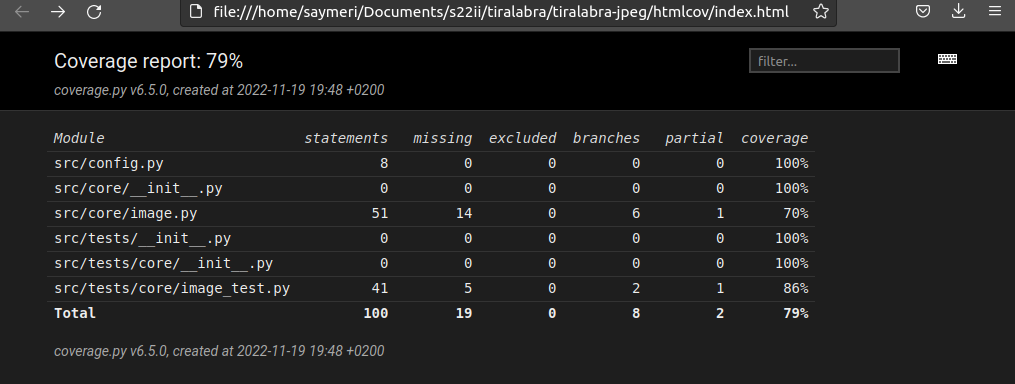 file:///home/saymeri/Documents/s22ii/tiralabra/tiralabra-jpeg/htmlcov/index.html
Coverage report: 79%
filter...
coverage.py v6.5.0, created at 2022-11-19 19:48 +0200
Module statements missing excluded branches partial coverage
src/config.py 8 0 0 0 0 100%
src/core/__init__.py 0 0 0 0 0 100%
src/core/image.py 51 14 0 6 1 70%
src/tests/__init__.py 0 0 0 0 0 100%
src/tests/core/__init__.py 0 0 0 0 0 100%
src/tests/core/image_test.py 41 5 0 2 1 86%
Total 100 19 0 8 2 79%
coverage.py v6.5.0, created at 2022-11-19 19:48 +0200